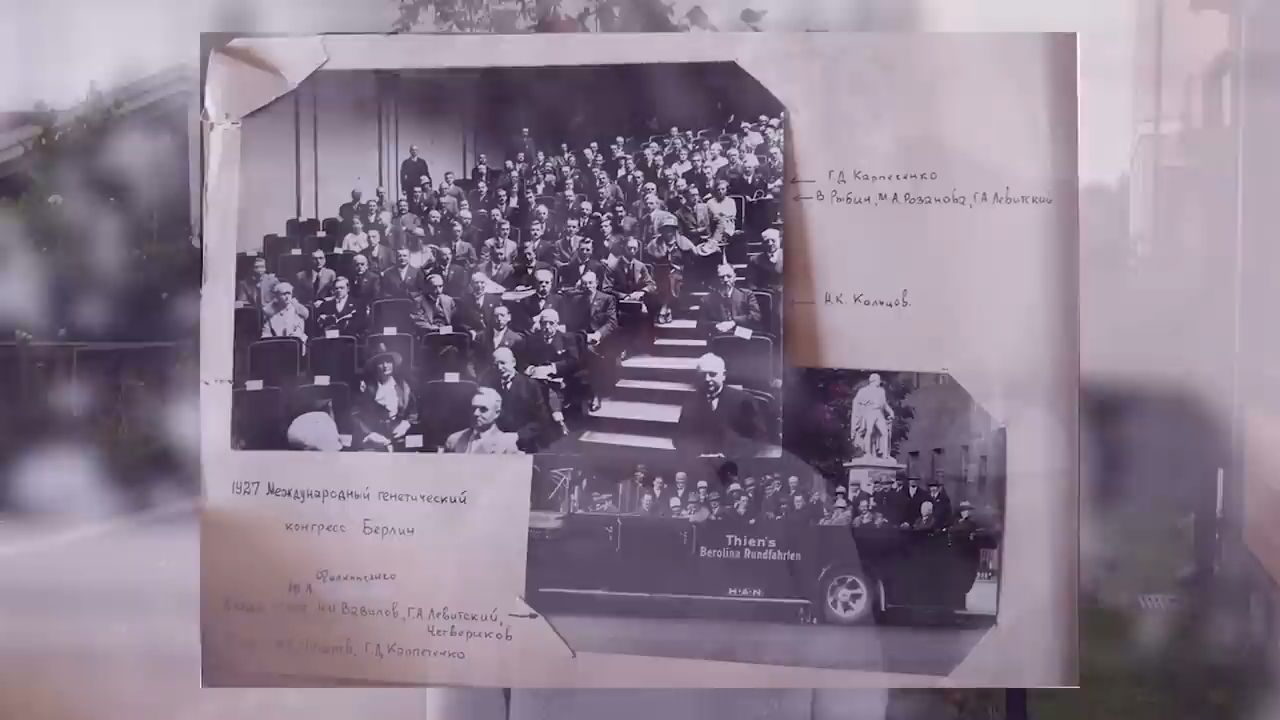 Г.Д. Карпеченко
В. Рыбин, М.А. Розанова, Г.А. Левитский
Н.К. Кольцов.
1927 Международный генетический
конгресс Берлин
Филипченко
Ю.А.
Н.И. Вавилов, Г.А. Левитский,
Четвериков
Г.Д. Карпеченко
Thien's
Berolina Rundfahrten